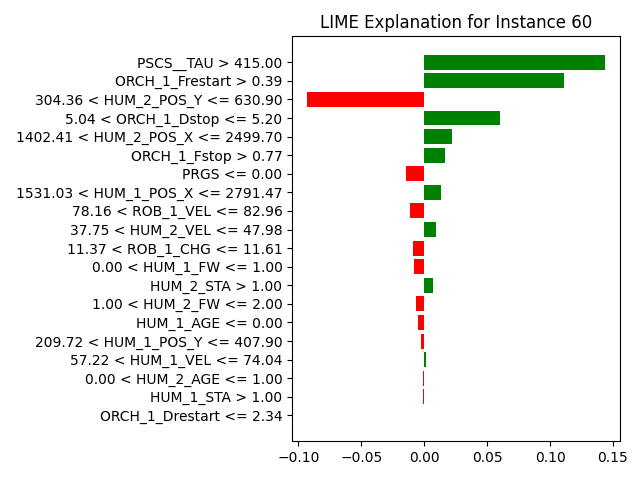 LIME Explanation for Instance 60
PSCS__TAU > 415.00
ORCH_1_Frestart > 0.39
304.36 < HUM_2_POS_Y <= 630.90
5.04 < ORCH_1_Dstop <= 5.20
1402.41 < HUM_2_POS_X <= 2499.70
ORCH_1_Fstop > 0.77
PRGS <= 0.00
1531.03 < HUM_1_POS_X <= 2791.47
78.16 < ROB_1_VEL <= 82.96
37.75 < HUM_2_VEL <= 47.98
11.37 < ROB_1_CHG <= 11.61
0.00 < HUM_1_FW <= 1.00
HUM_2_STA > 1.00
1.00 < HUM_2_FW <= 2.00
HUM_1_AGE <= 0.00
209.72 < HUM_1_POS_Y <= 407.90
57.22 < HUM_1_VEL <= 74.04
0.00 < HUM_2_AGE <= 1.00
HUM_1_STA > 1.00
ORCH_1_Drestart <= 2.34
−0.10 −0.05 0.00 0.05 0.10 0.15